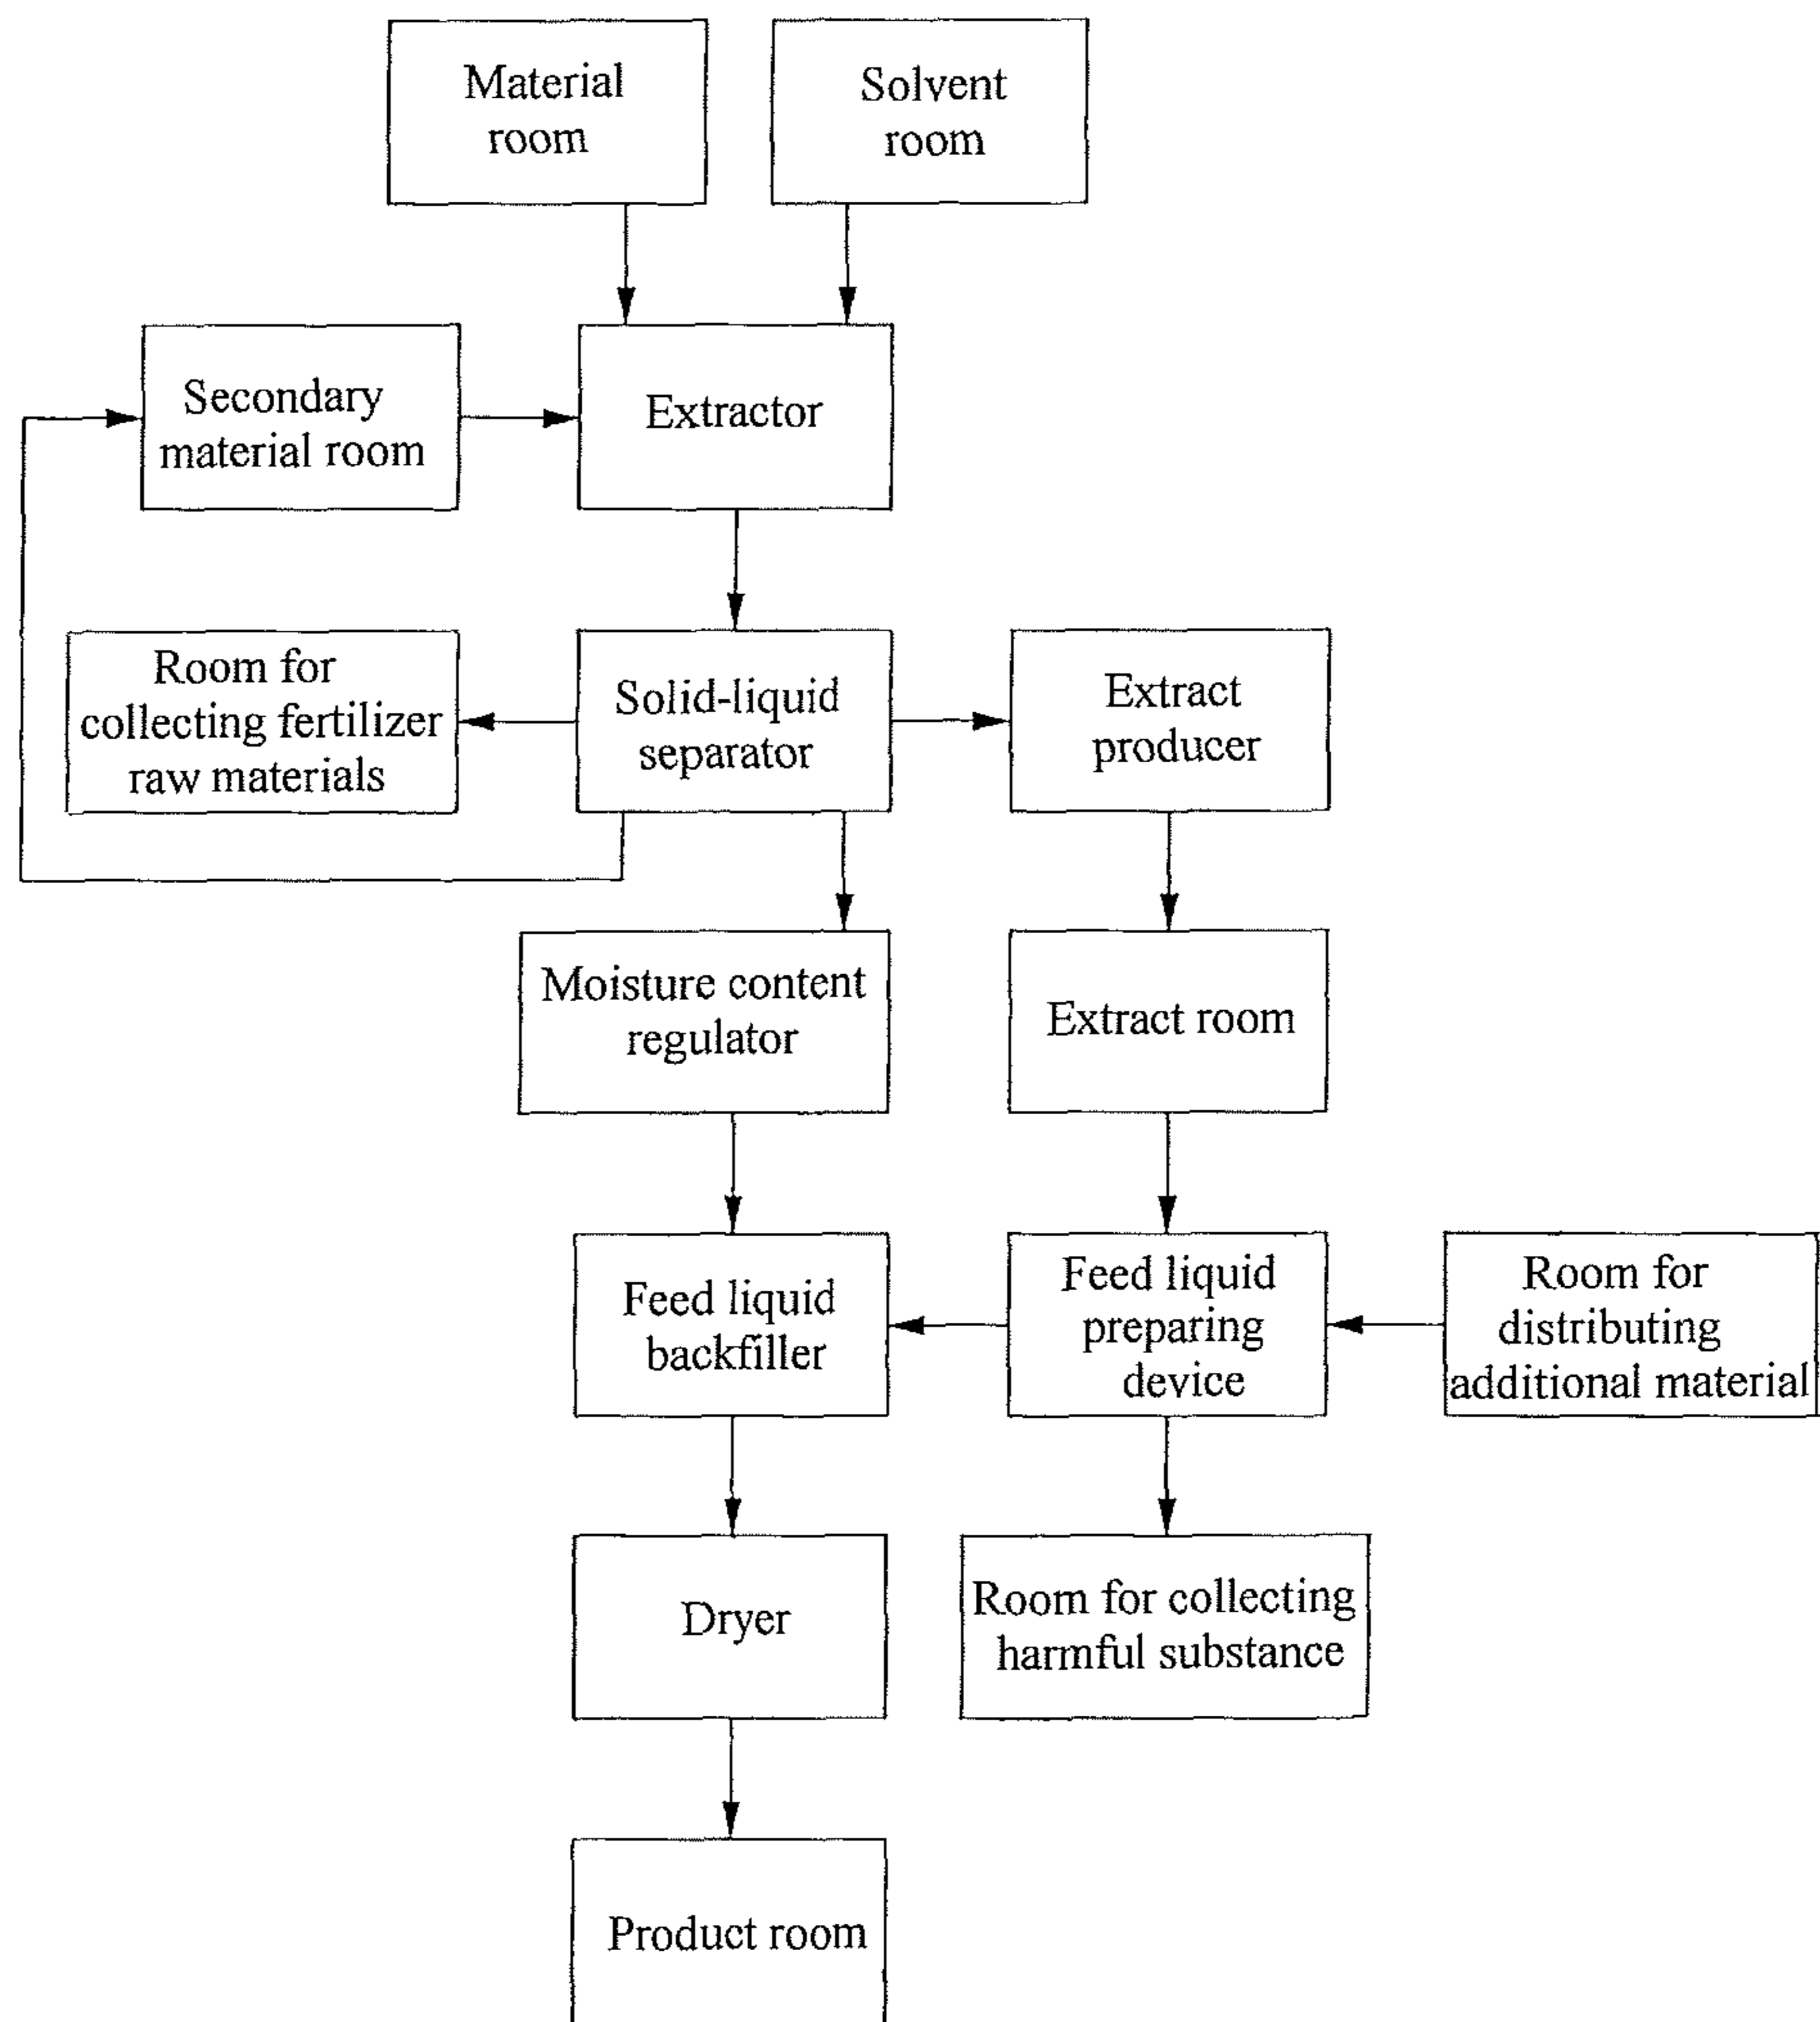 Material
room
Solvent
room
Secondary
material room
Extractor
Room for
collecting fertilizer
raw materials
Solid-liquid
separator
Extract
producer
Moisture content
regulator
Extract room
Feed liquid
backfiller
Feed liquid
preparing
device
Room for
distributing
additional material
Dryer
Room for collecting
harmful substance
Product room